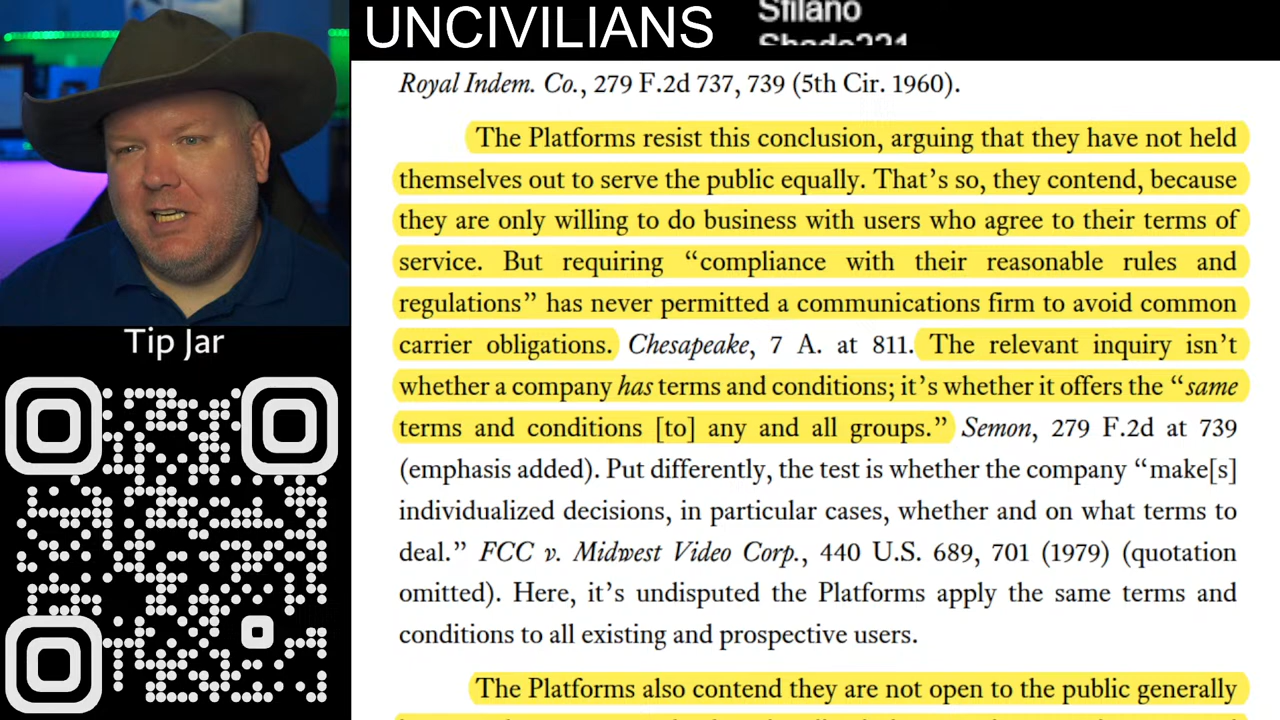 UNCIVILIANS
Sfilano
Shado221
Tip Jar
Royal Indem. Co., 279 F.2d 737, 739 (5th Cir. 1960).
The Platforms resist this conclusion, arguing that they have not held
themselves out to serve the public equally. That’s so, they contend, because
they are only willing to do business with users who agree to their terms of
service. But requiring “compliance with their reasonable rules and
regulations” has never permitted a communications firm to avoid common
carrier obligations. Chesapeake, 7 A. at 811. The relevant inquiry isn’t
whether a company has terms and conditions; it’s whether it offers the “same
terms and conditions [to] any and all groups.” Semon, 279 F.2d at 739
(emphasis added). Put differently, the test is whether the company “make[s]
individualized decisions, in particular cases, whether and on what terms to
deal.” FCC v. Midwest Video Corp., 440 U.S. 689, 701 (1979) (quotation
omitted). Here, it’s undisputed the Platforms apply the same terms and
conditions to all existing and prospective users.
The Platforms also contend they are not open to the public generally